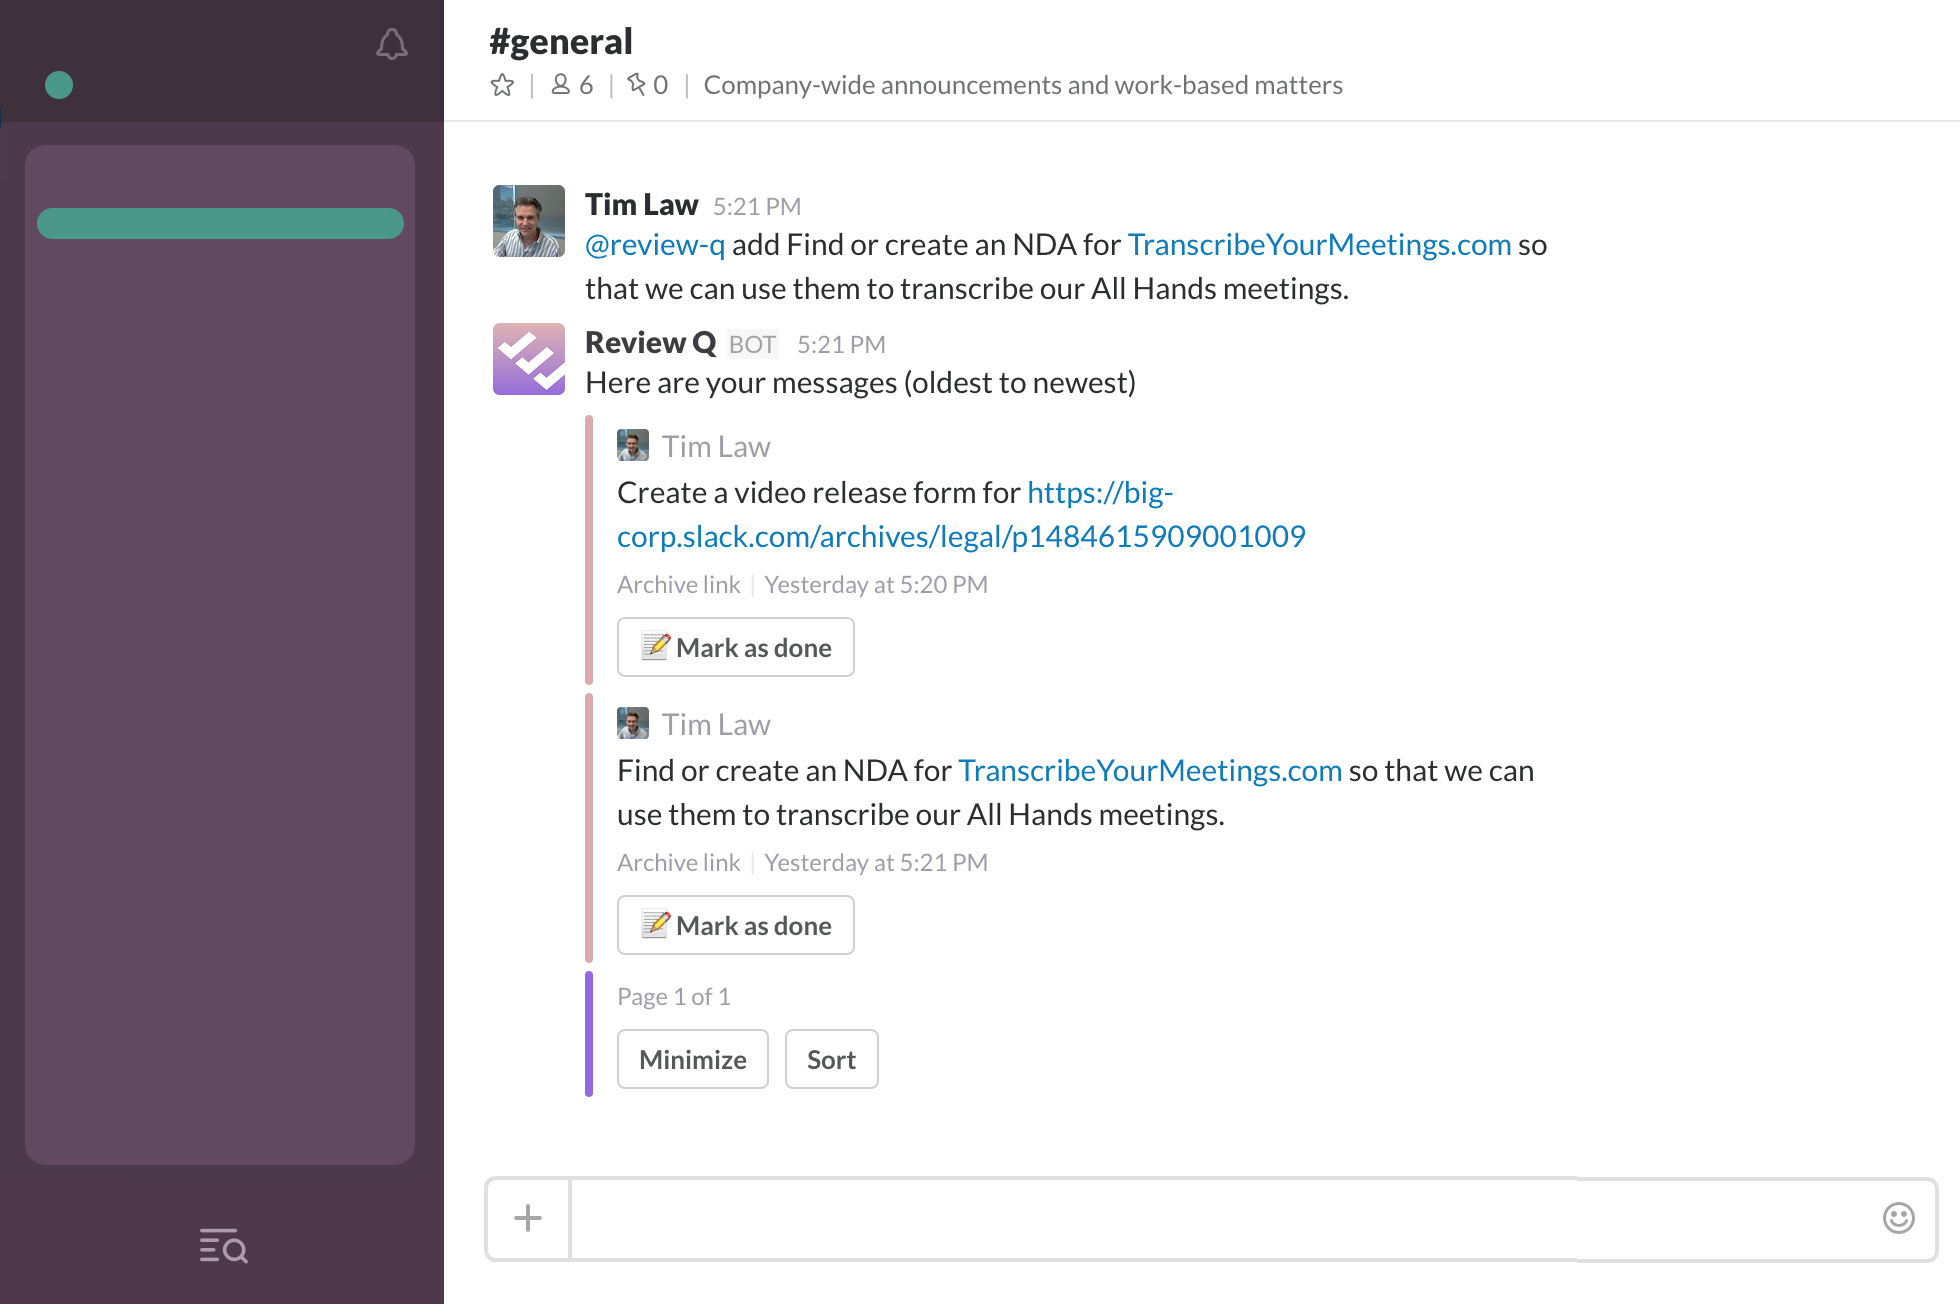 #general
6 | 0 | Company-wide announcements and work-based matters
Tim Law 5:21 PM
@review-q add Find or create an NDA for TranscribeYourMeetings.com so
that we can use them to transcribe our All Hands meetings.
Review Q BOT 5:21 PM
Here are your messages (oldest to newest)
Tim Law
Create a video release form for https://big-
corp.slack.com/archives/legal/p1484615909001009
Archive link | Yesterday at 5:20 PM
Mark as done
Tim Law
Find or create an NDA for TranscribeYourMeetings.com so that we can
use them to transcribe our All Hands meetings.
Archive link | Yesterday at 5:21 PM
Mark as done
Page 1 of 1
Minimize Sort